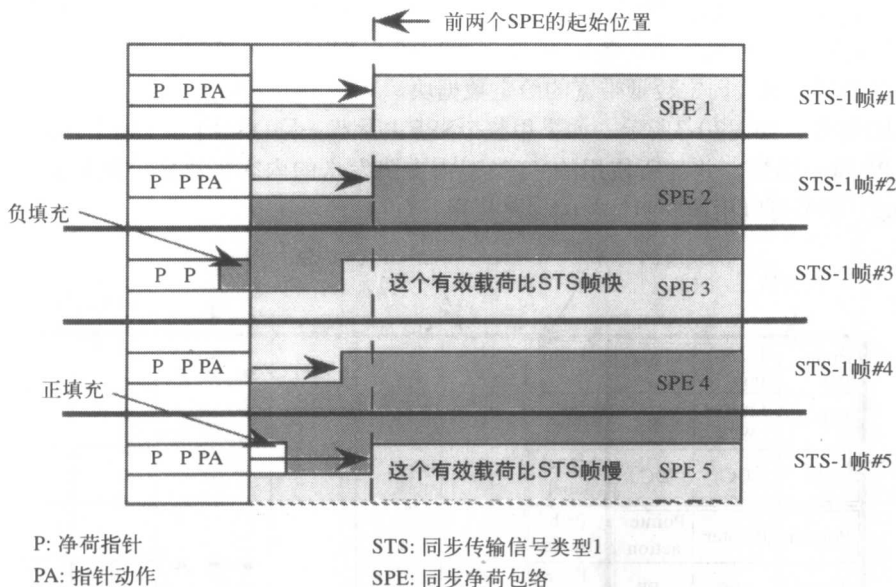 前两个SPE的起始位置
P P PA
SPE 1
STS-1帧#1
P P PA
SPE 2
STS-1帧#2
负填充
P P
这个有效载荷比STS帧快
SPE 3
STS-1帧#3
P P PA
SPE 4
STS-1帧#4
正填充
P P PA
这个有效载荷比STS帧慢
SPE 5
STS-1帧#5
P: 净荷指针
STS: 同步传输信号类型1
PA: 指针动作
SPE: 同步净荷包络